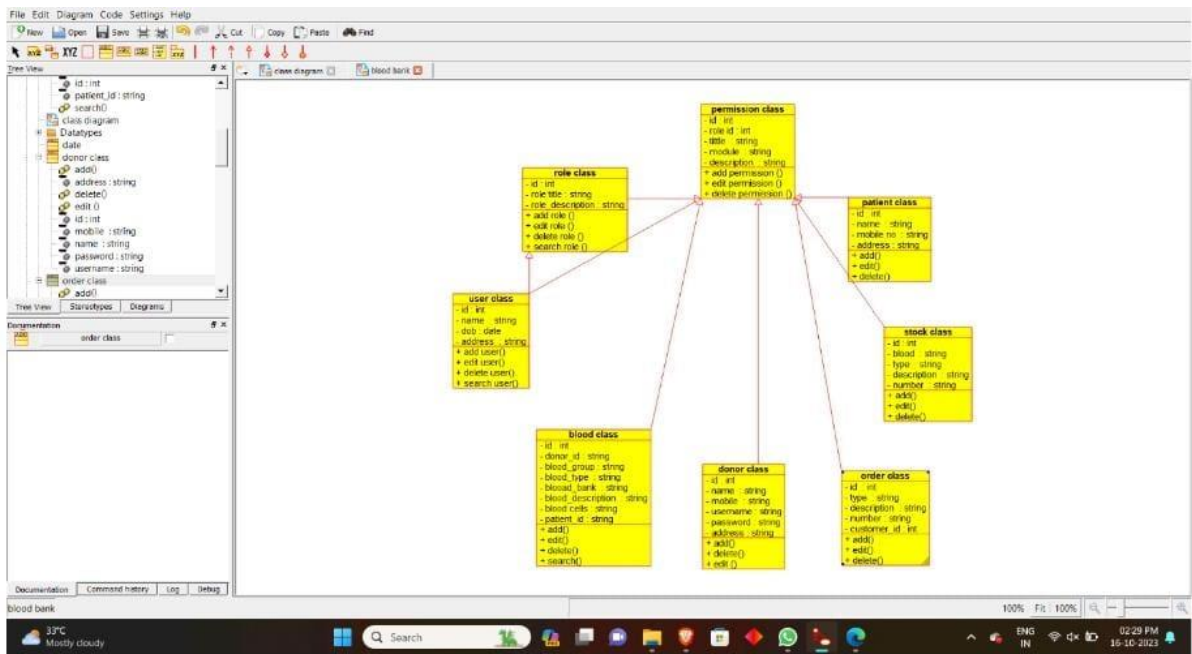 File Edit Diagram Code Settings Help
New Open Save Cut Copy Paste Find
XYZ
Tree View
class diagram
blood bank
id : int
patient_id : string
search()
class diagram
Datatypes
date
donor class
add()
address : string
delete()
edit ()
id : int
mobile : string
name : string
password : string
username : string
order class
add()
Tree View Stereotypes Diagrams
Documentation
order class
Documentation Command history Log Debug
permission class
- id : int
- role id : int
- tittle : string
- module : string
- description : string
+ add permission ()
+ edit permission ()
+ delete permission ()
role class
- id : int
- role title : string
- role_description : string
+ add role ()
+ edit role ()
+ delete role ()
+ search role ()
patient class
- id : int
- name : string
- mobile no : string
- address : string
+ add()
+ edit()
+ delete()
user class
- id : int
- name : string
- dob : date
- address : string
+ add user()
+ edit user()
+ delete user()
+ search user()
stock class
- id : int
- blood : string
- type : string
- description : string
- number : string
+ add()
+ edit()
+ delete()
blood class
- id : int
- donor_id : string
- blood_group : string
- blood_type : string
- blooad_bank : string
- blood_description : string
- blood cells : string
- patient_id : string
+ add()
+ edit()
+ delete()
+ search()
donor class
- id : int
- name : string
- mobile : string
- username : string
- password : string
- address : string
+ add()
+ delete()
+ edit ()
order class
- id : int
- type : string
- description : string
- number : string
- customer_id : int
+ add()
+ edit()
+ delete()
blood bank
100% Fit 100%
33°C
Mostly cloudy
Search
ENG
IN
02:29 PM
16-10-2023